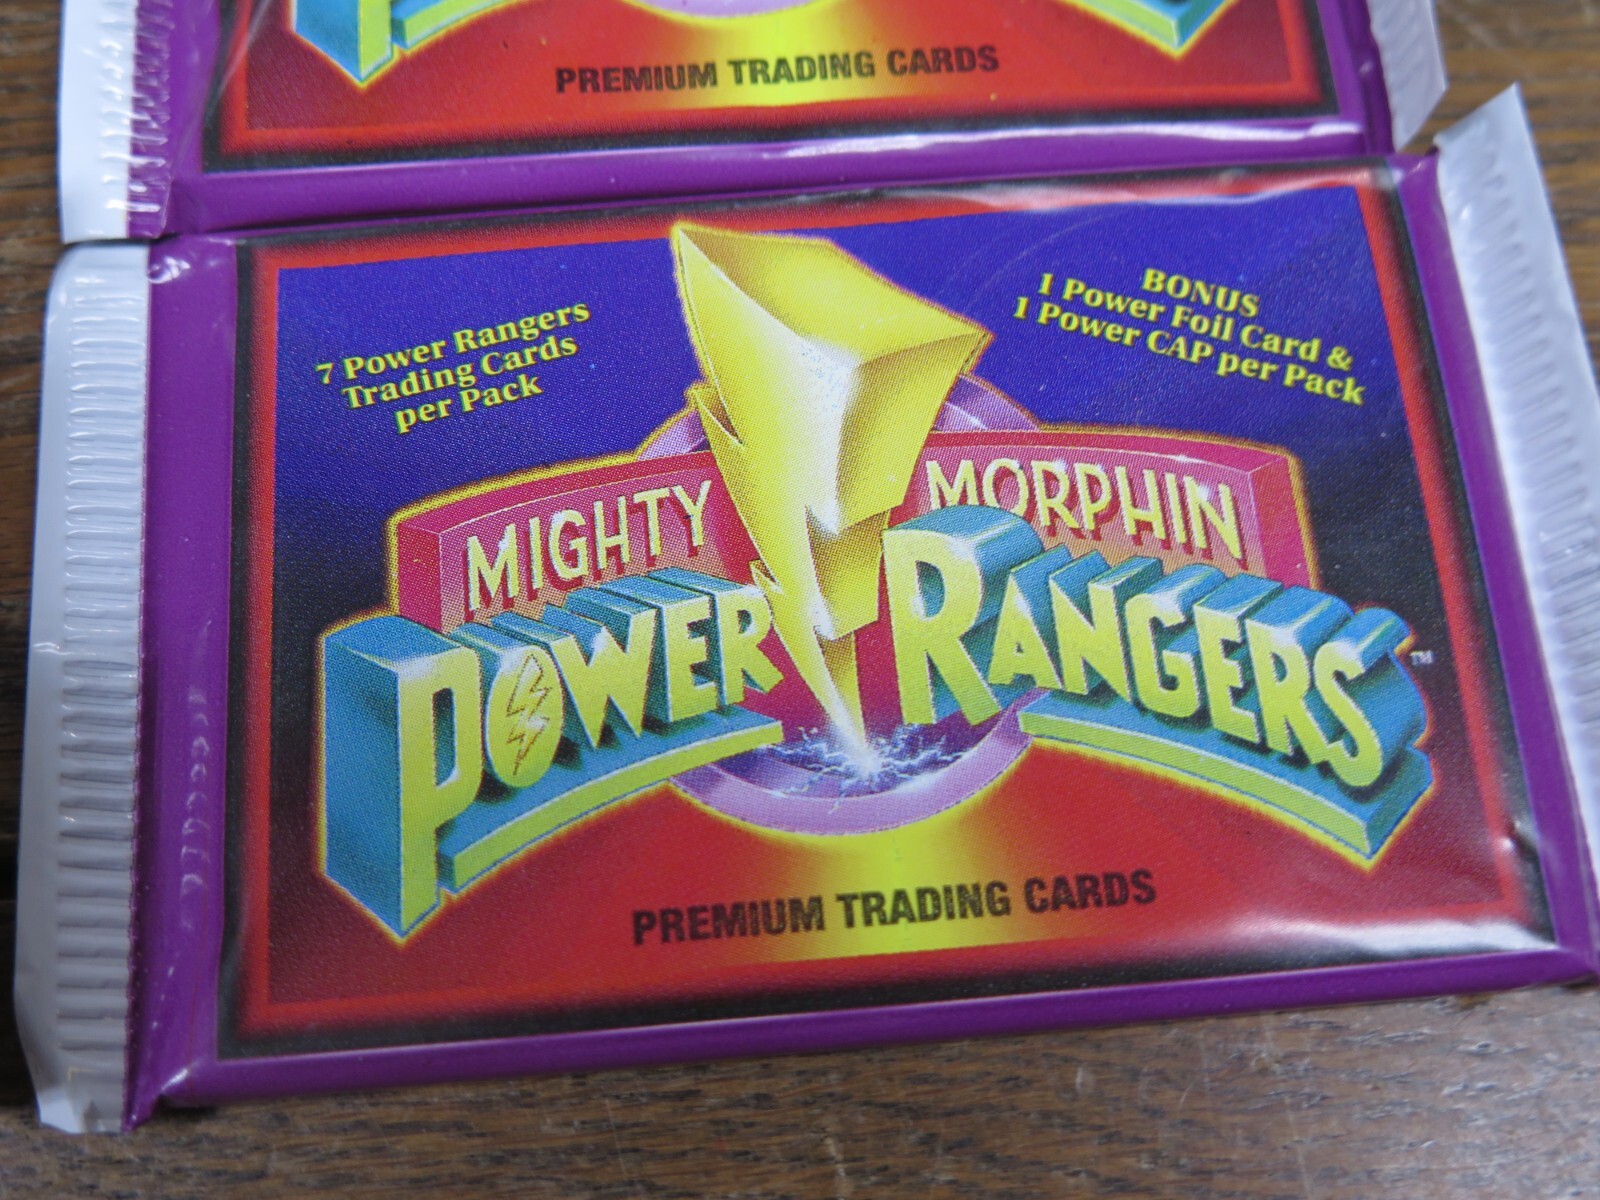 PREMIUM TRADING CARDS
7 Power Rangers
Trading Cards
per Pack
BONUS
1 Power Foil Card &
1 Power CAP per Pack
MIGHTY MORPHIN
POWER RANGERS
TM
PREMIUM TRADING CARDS